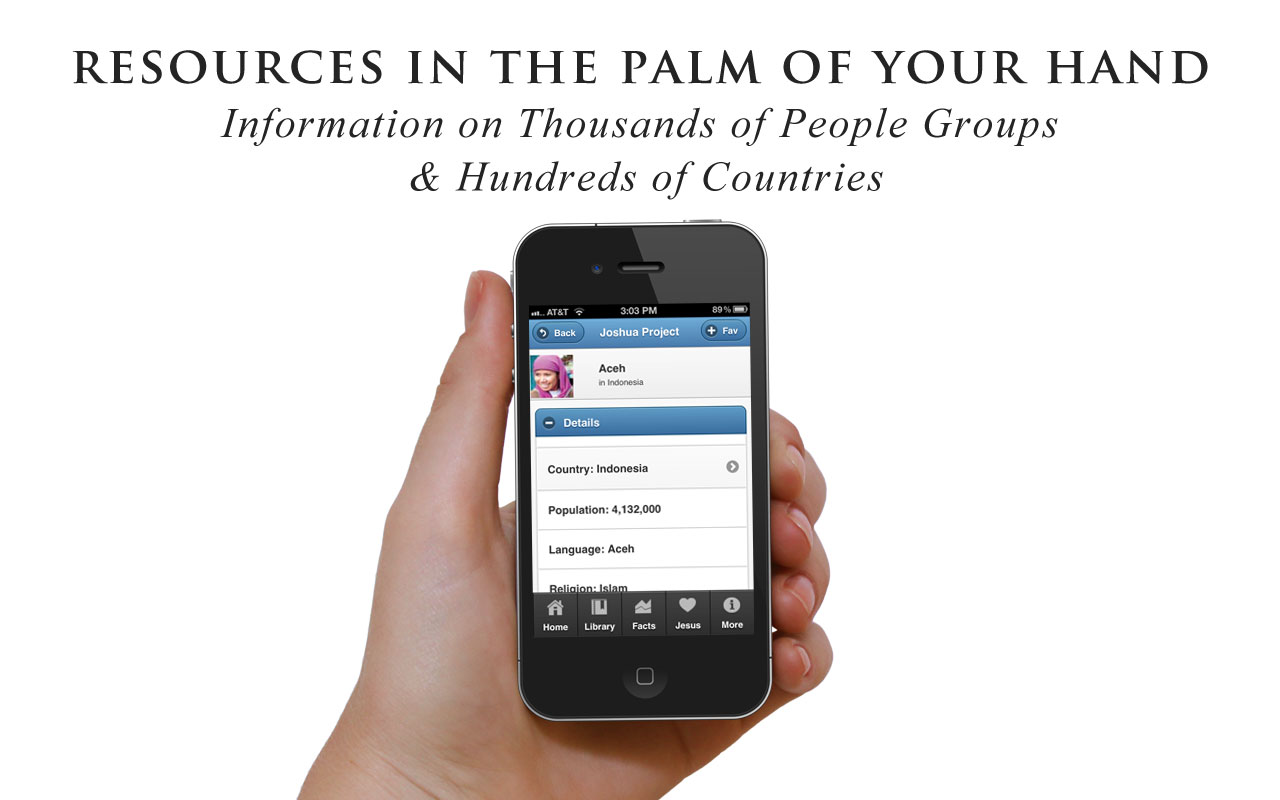 RESOURCES IN THE PALM OF YOUR HAND
Information on Thousands of People Groups
& Hundreds of Countries
AT&T 3:03 PM 89%
Back Joshua Project Fav
Aceh
in Indonesia
Details
Country: Indonesia
Population: 4,132,000
Language: Aceh
Religion: Islam
Home Library Facts Jesus More